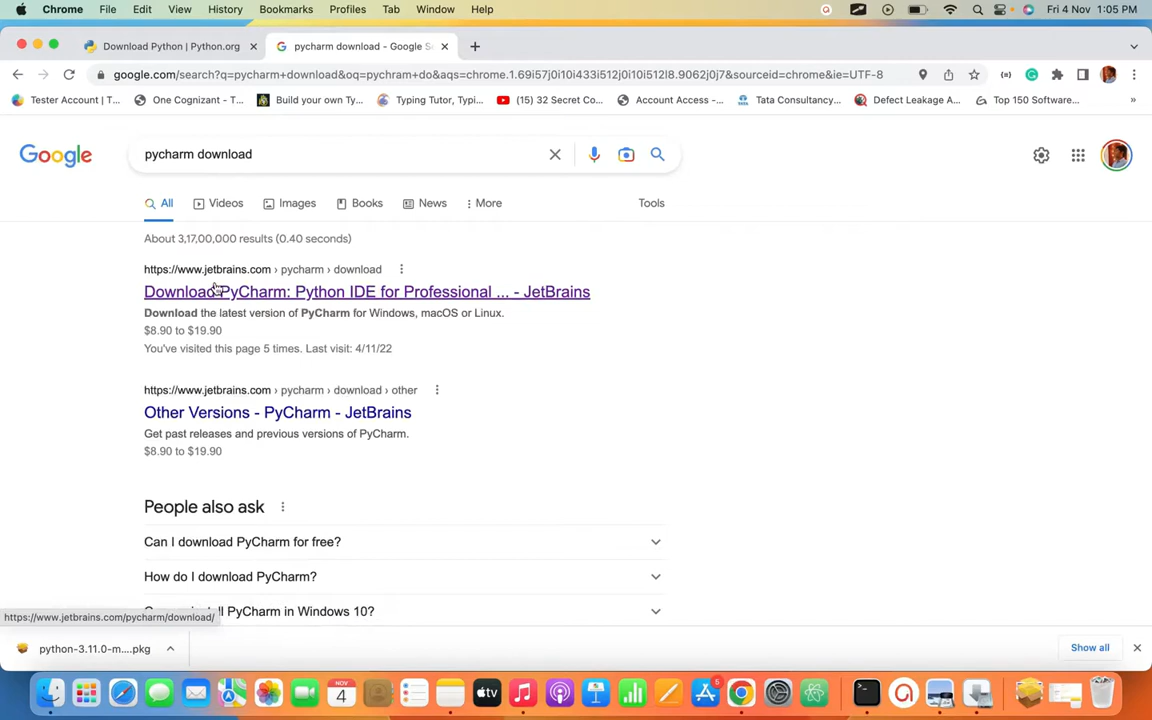 Chrome File Edit View History Bookmarks Profiles Tab Window Help Fri 4 Nov 1:05 PM
Download Python | Python.org pycharm download - Google S
google.com/search?q=pycharm+download&oq=pychram+do&aqs=chrome.1.69i57j0i10i433i512j0i10i512l8.9062j0j7&sourceid=chrome&ie=UTF-8
Tester Account | T... One Cognizant - T... Build your own Ty... Typing Tutor, Typi... (15) 32 Secret Co... Account Access -... Tata Consultancy... Defect Leakage A... Top 150 Software... »
Google pycharm download
All Videos Images Books News More Tools
About 3,17,00,000 results (0.40 seconds)
https://www.jetbrains.com › pycharm › download
Download PyCharm: Python IDE for Professional ... - JetBrains
Download the latest version of PyCharm for Windows, macOS or Linux.
$8.90 to $19.90
You've visited this page 5 times. Last visit: 4/11/22
https://www.jetbrains.com › pycharm › download › other
Other Versions - PyCharm - JetBrains
Get past releases and previous versions of PyCharm.
$8.90 to $19.90
People also ask
Can I download PyCharm for free?
How do I download PyCharm?
install PyCharm in Windows 10?
https://www.jetbrains.com/pycharm/download/
python-3.11.0-m....pkg Show all
5
NOV
4 tv